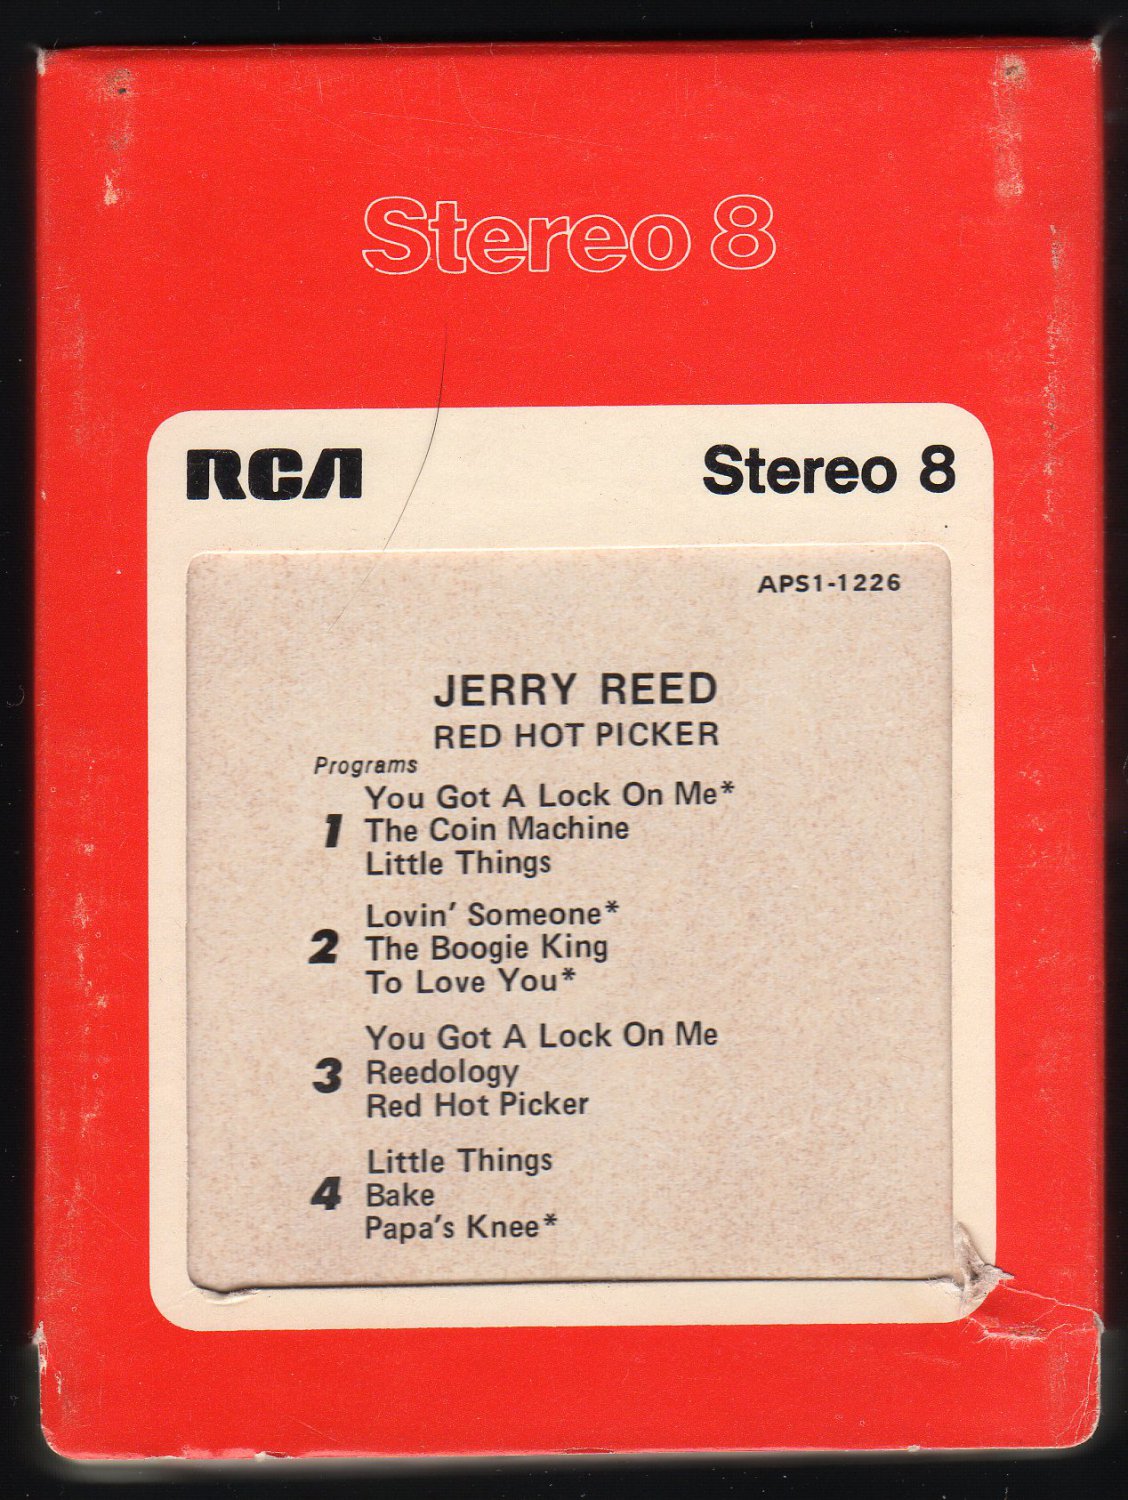 Stereo 8
RCA
Stereo 8
APS1-1226
JERRY REED
RED HOT PICKER
Programs
1
You Got A Lock On Me*
The Coin Machine
Little Things
2
Lovin' Someone*
The Boogie King
To Love You*
3
You Got A Lock On Me
Reedology
Red Hot Picker
4
Little Things
Bake
Papa's Knee*